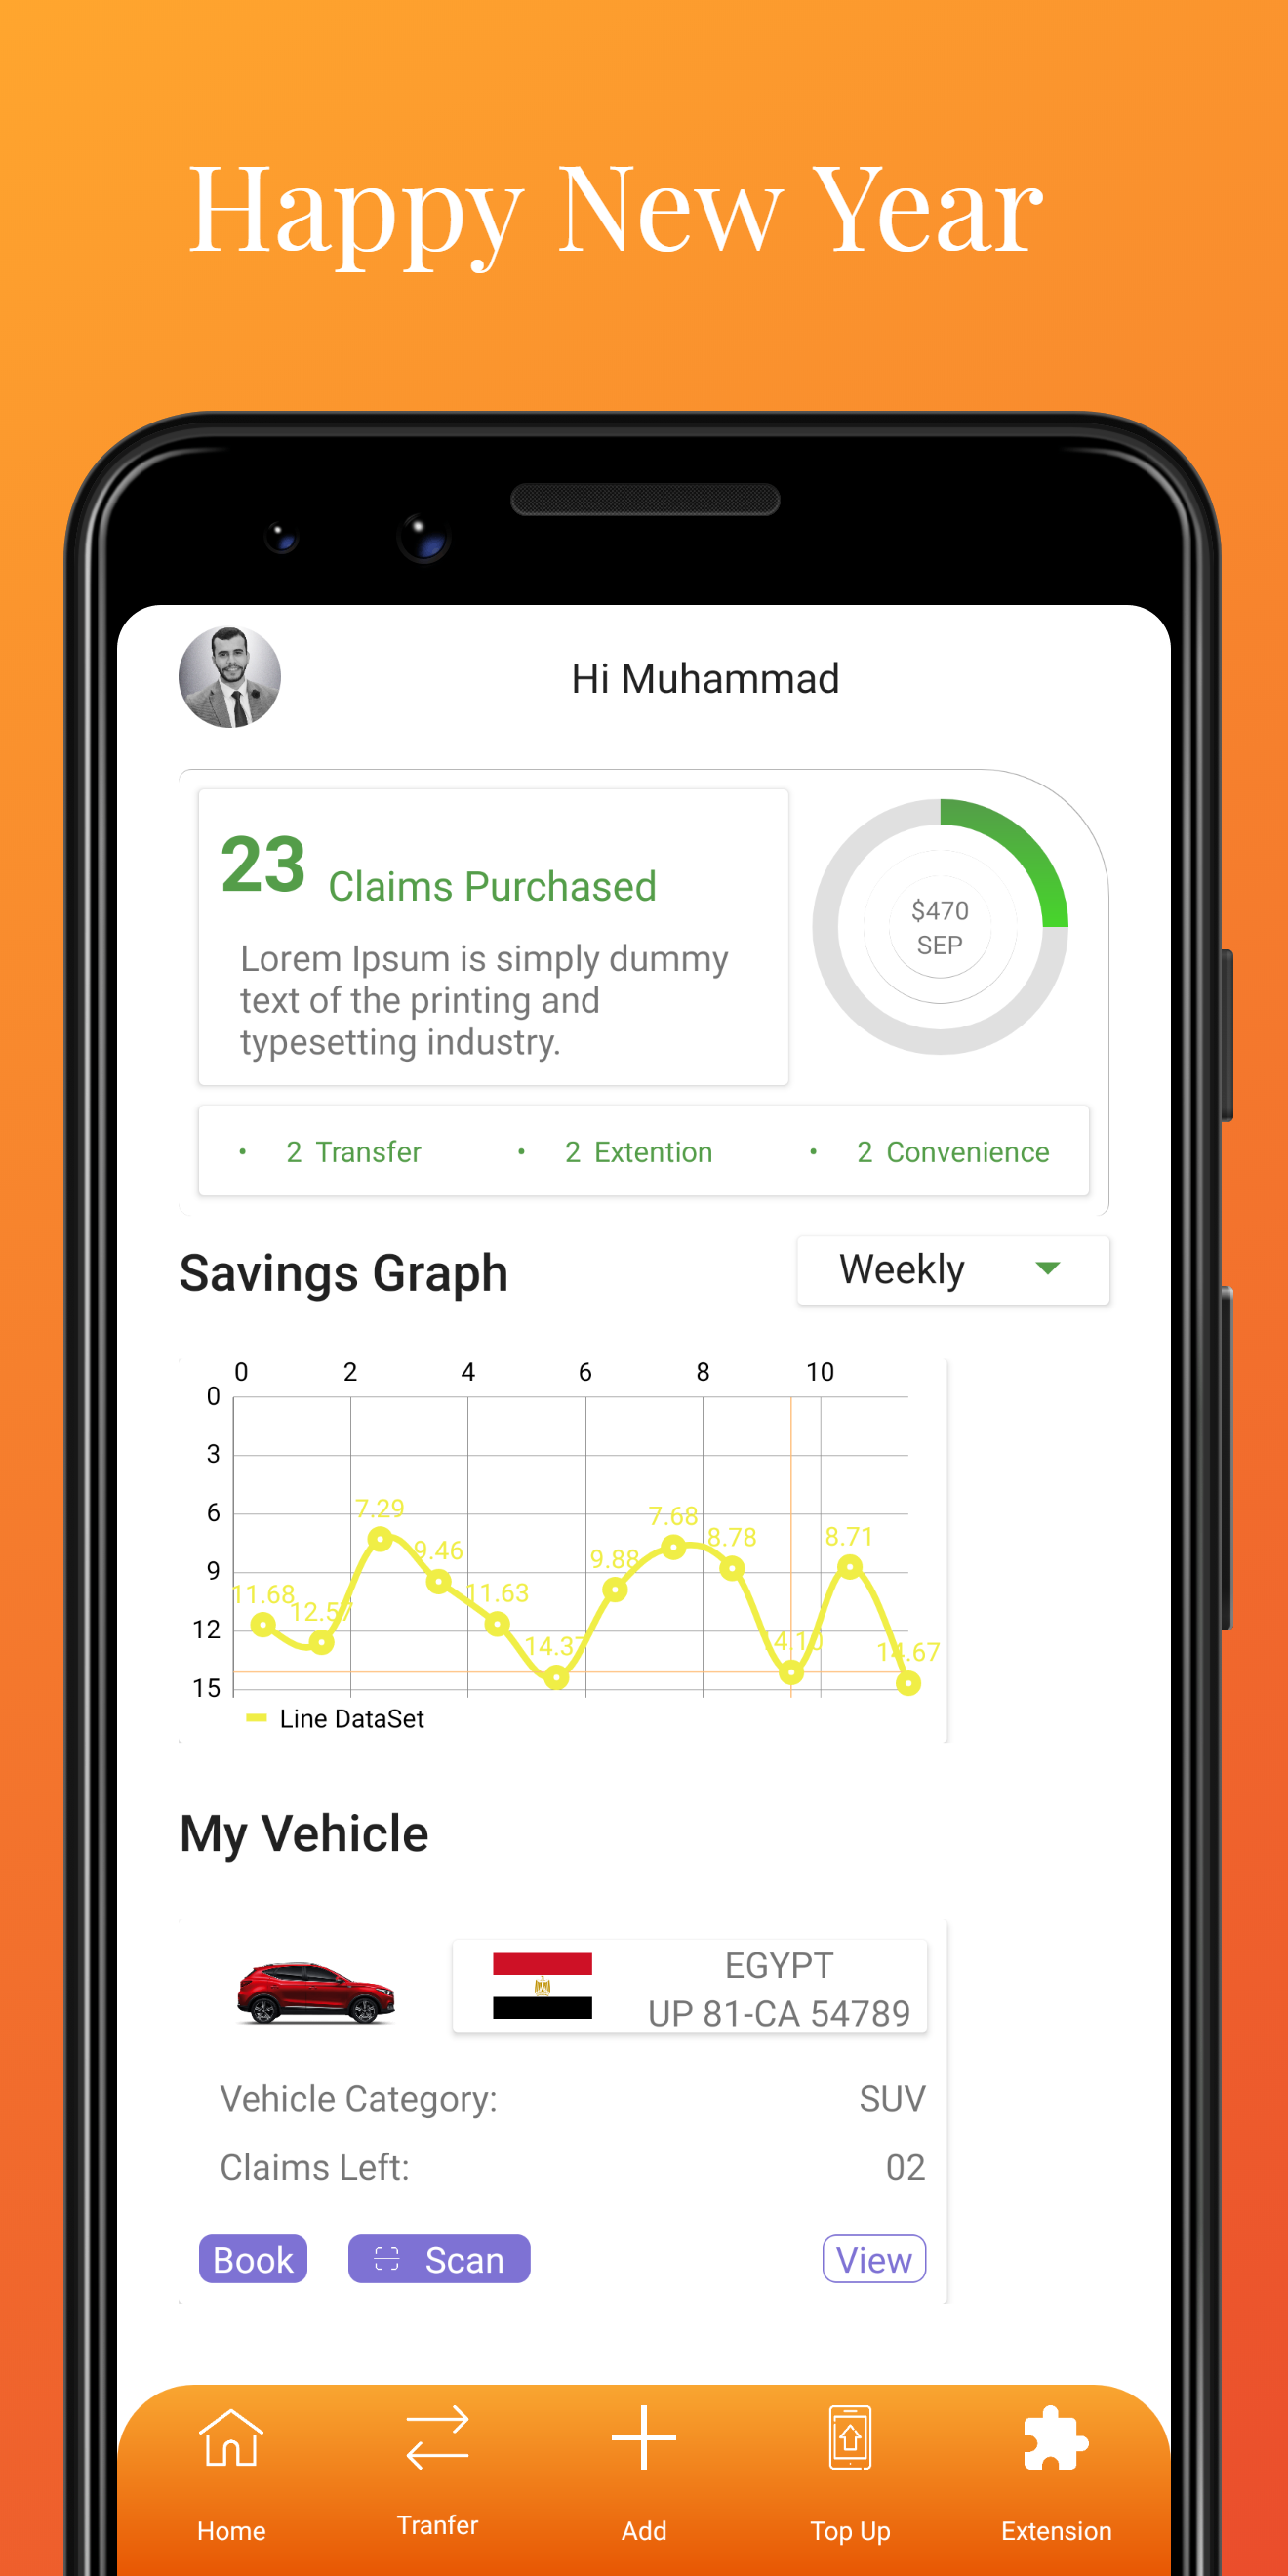 Happy New Year
Hi Muhammad
23 Claims Purchased
Lorem Ipsum is simply dummy
text of the printing and
typesetting industry.
$470
SEP
• 2 Transfer • 2 Extention • 2 Convenience
Savings Graph
Weekly
0 2 4 6 8 10
0
3
6
9
12
15
11.68
12.57
7.29
9.46
11.63
14.37
9.88
7.68
8.78
14.10
8.71
14.67
Line DataSet
My Vehicle
EGYPT
UP 81-CA 54789
Vehicle Category: SUV
Claims Left: 02
Book Scan View
Home Tranfer Add Top Up Extension